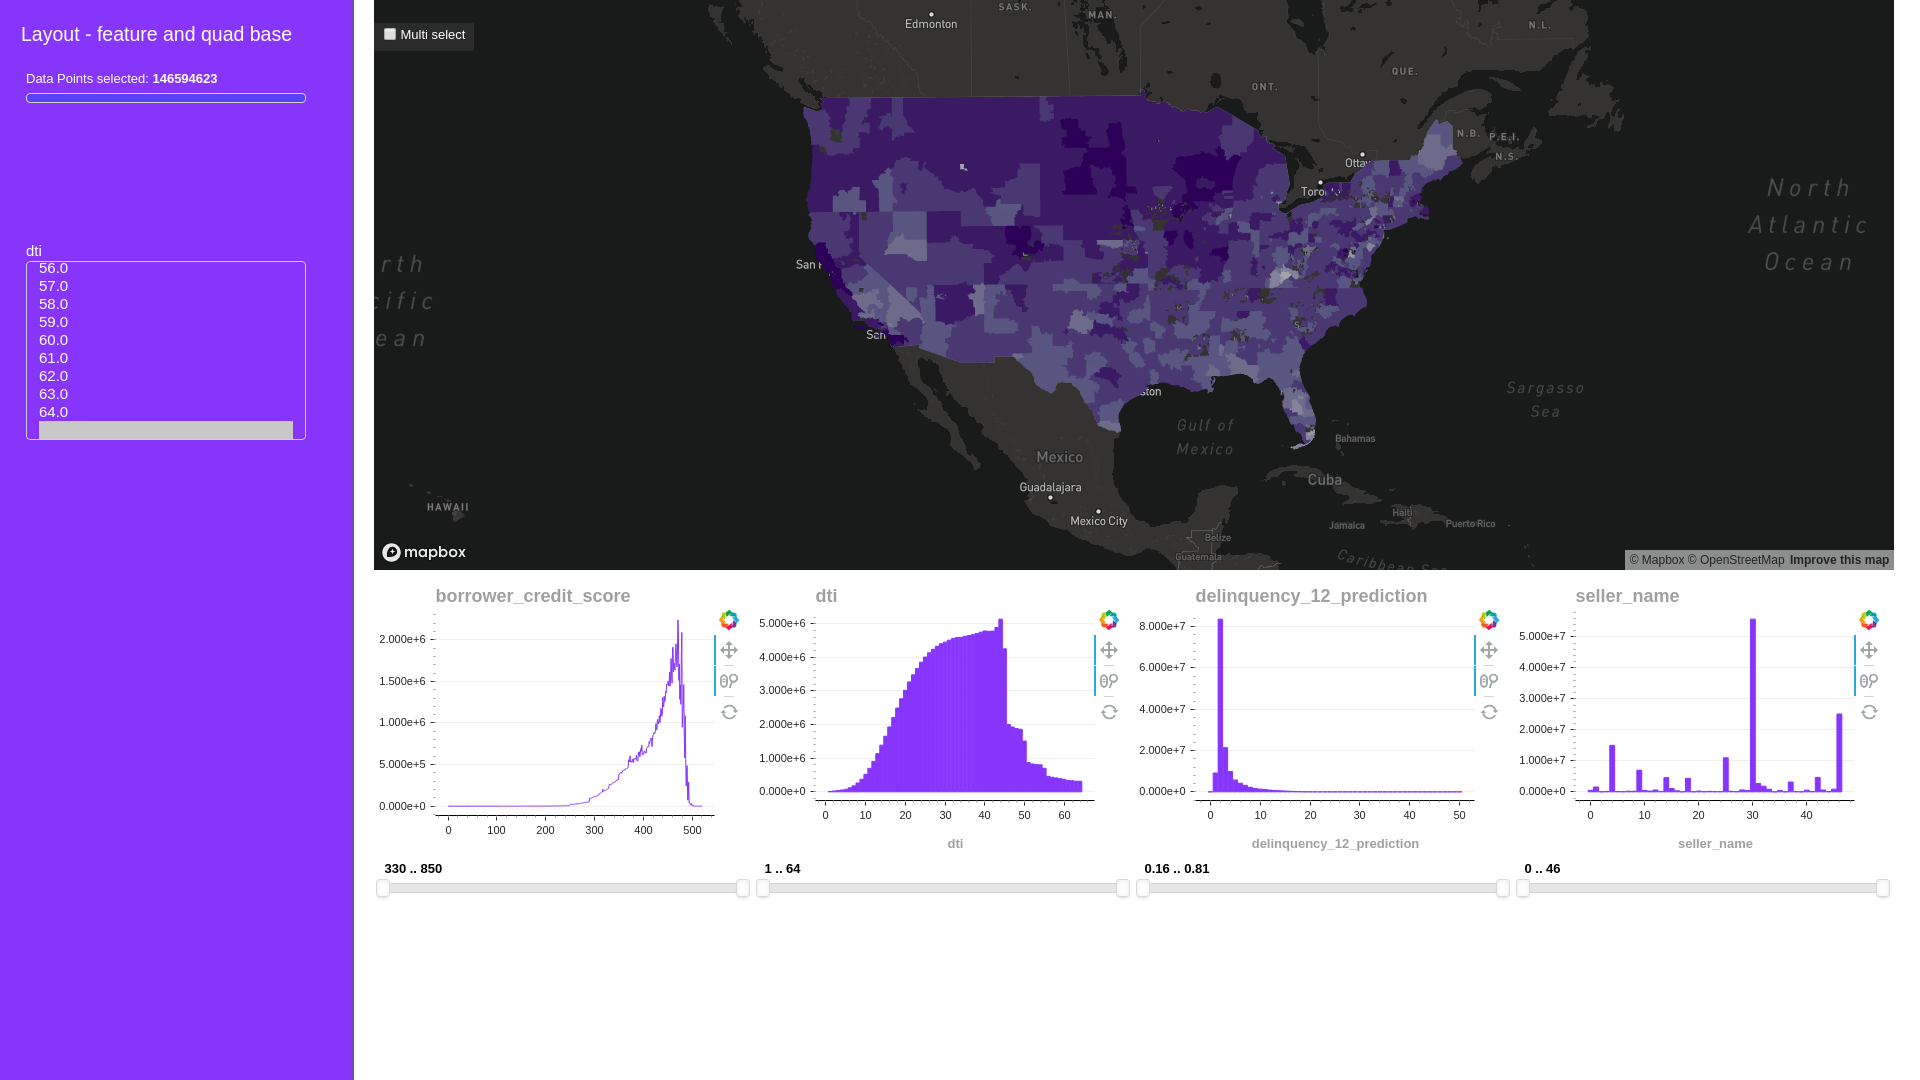 Layout - feature and quad base
Data Points selected: 146594623
dti
56.0
57.0
58.0
59.0
60.0
61.0
62.0
63.0
64.0
Multi select
Edmonton
SASK.
MAN.
N.L.
ONT.
QUE.
N.B.
P.E.I.
N.S.
Otta
Toro
North
Atlantic
Ocean
San
rth
cific
ean
San
S.
ston
Sargasso
Sea
Gulf of
Mexico
Bahamas
Mexico
Cuba
Guadalajara
HAWAII
Mexico City
Haiti
Jamaica
Puerto Rico
Belize
Guatemala
Caribbean Sea
mapbox
© Mapbox © OpenStreetMap Improve this map
borrower_credit_score
2.000e+6
1.500e+6
1.000e+6
5.000e+5
0.000e+0
0 100 200 300 400 500
330 .. 850
dti
5.000e+6
4.000e+6
3.000e+6
2.000e+6
1.000e+6
0.000e+0
0 10 20 30 40 50 60
dti
1 .. 64
delinquency_12_prediction
8.000e+7
6.000e+7
4.000e+7
2.000e+7
0.000e+0
0 10 20 30 40 50
delinquency_12_prediction
0.16 .. 0.81
seller_name
5.000e+7
4.000e+7
3.000e+7
2.000e+7
1.000e+7
0.000e+0
0 10 20 30 40
seller_name
0 .. 46